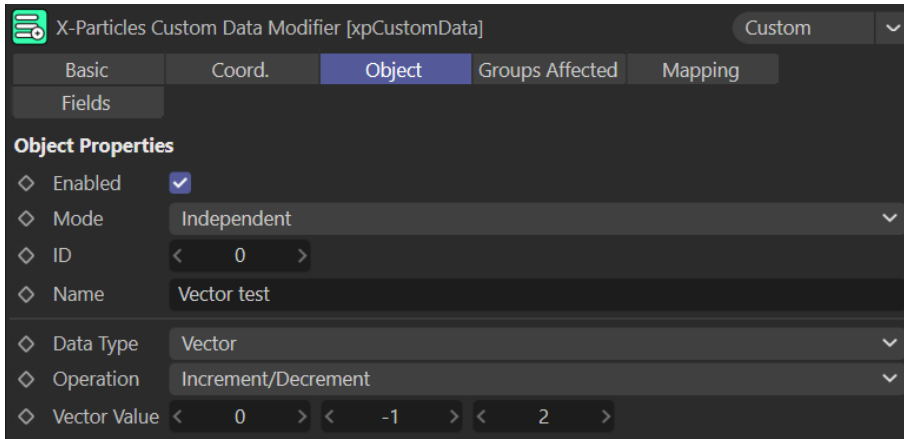 X-Particles Custom Data Modifier [xpCustomData] Custom
Basic Coord. Object Groups Affected Mapping
Fields
Object Properties
Enabled
Mode Independent
ID 0
Name Vector test
Data Type Vector
Operation Increment/Decrement
Vector Value 0 -1 2